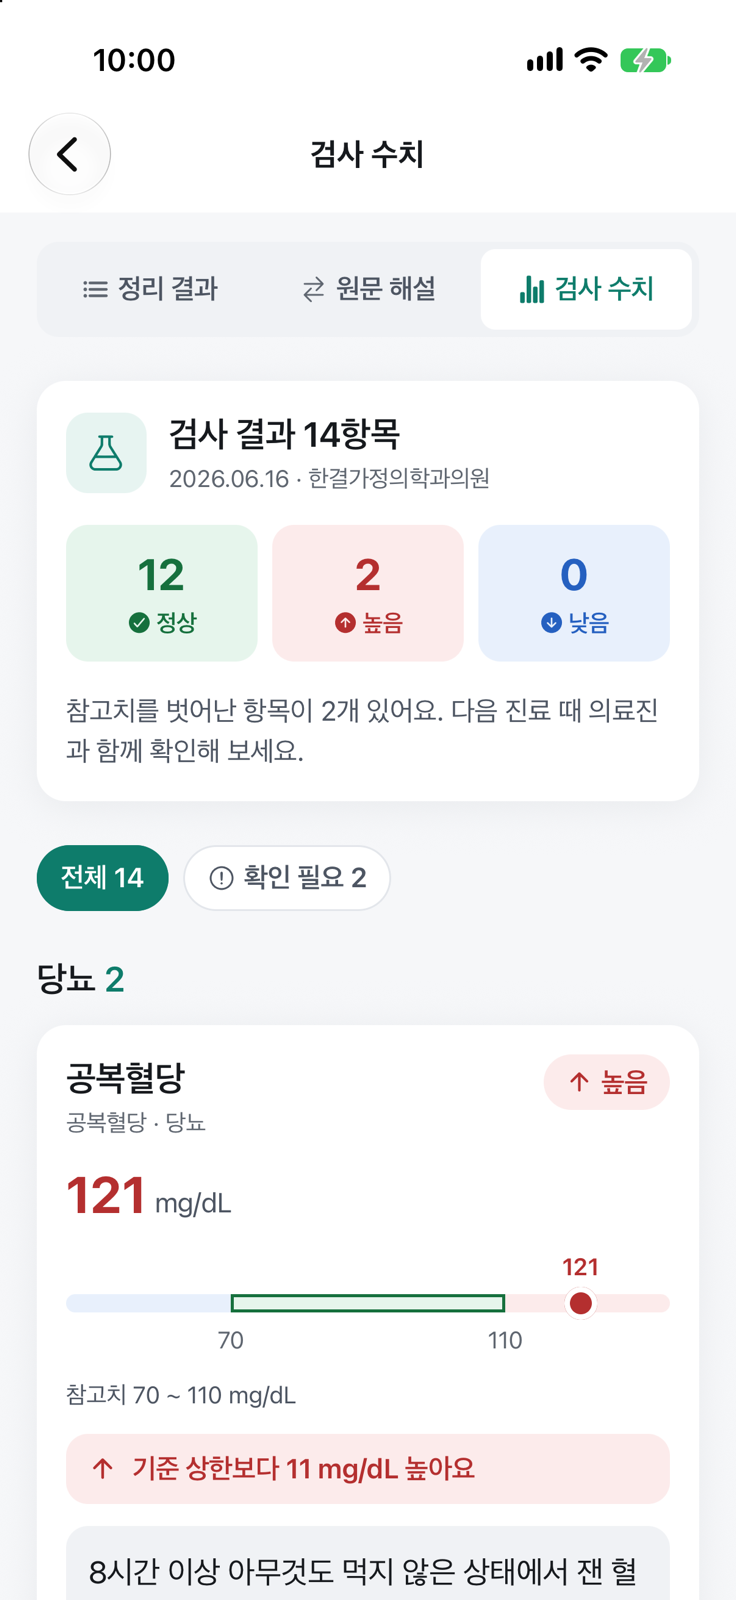 10:00
검사 수치
정리 결과
원문 해설
검사 수치
검사 결과 14항목
2026.06.16 · 한결가정의학과의원
12
정상
2
높음
0
낮음
참고치를 벗어난 항목이 2개 있어요. 다음 진료 때 의료진
과 함께 확인해 보세요.
전체 14
확인 필요 2
당뇨 2
공복혈당
높음
공복혈당 · 당뇨
121 mg/dL
121
70
110
참고치 70 ~ 110 mg/dL
기준 상한보다 11 mg/dL 높아요
8시간 이상 아무것도 먹지 않은 상태에서 잰 혈